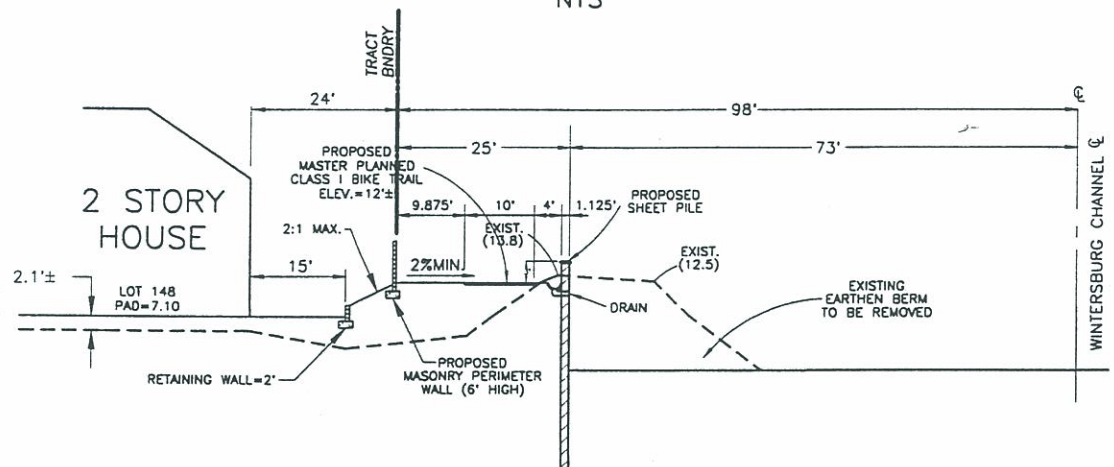 NTS
TRACT
BNDRY
℄
24'
98'
25'
73'
PROPOSED
MASTER PLANNED
CLASS I BIKE TRAIL
ELEV.=12'±
PROPOSED
SHEET PILE
9.875'
10'
4'
1.125'
2 STORY
HOUSE
2:1 MAX.
EXIST.
(13.8)
2%MIN.
EXIST.
(12.5)
15'
2.1'±
LOT 148
PAD=7.10
DRAIN
EXISTING
EARTHEN BERM
TO BE REMOVED
RETAINING WALL=2'
PROPOSED
MASONRY PERIMETER
WALL (6' HIGH)
WINTERSBURG CHANNEL ℄